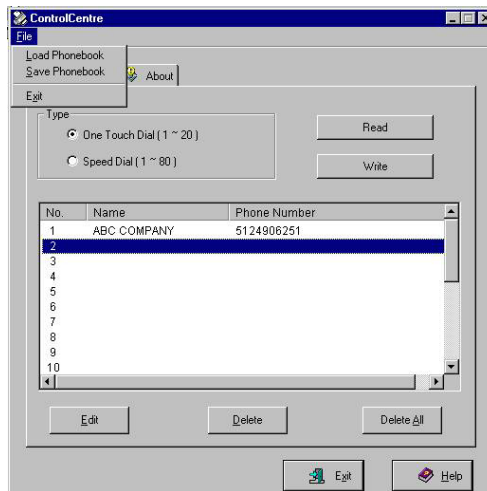 ControlCentre
File
Load Phonebook
Save Phonebook
Exit
About
Type
One Touch Dial ( 1 ~ 20 )
Speed Dial ( 1 ~ 80 )
Read
Write
No. Name Phone Number
1 ABC COMPANY 5124906251
2
3
4
5
6
7
8
9
10
Edit Delete Delete All
Exit Help